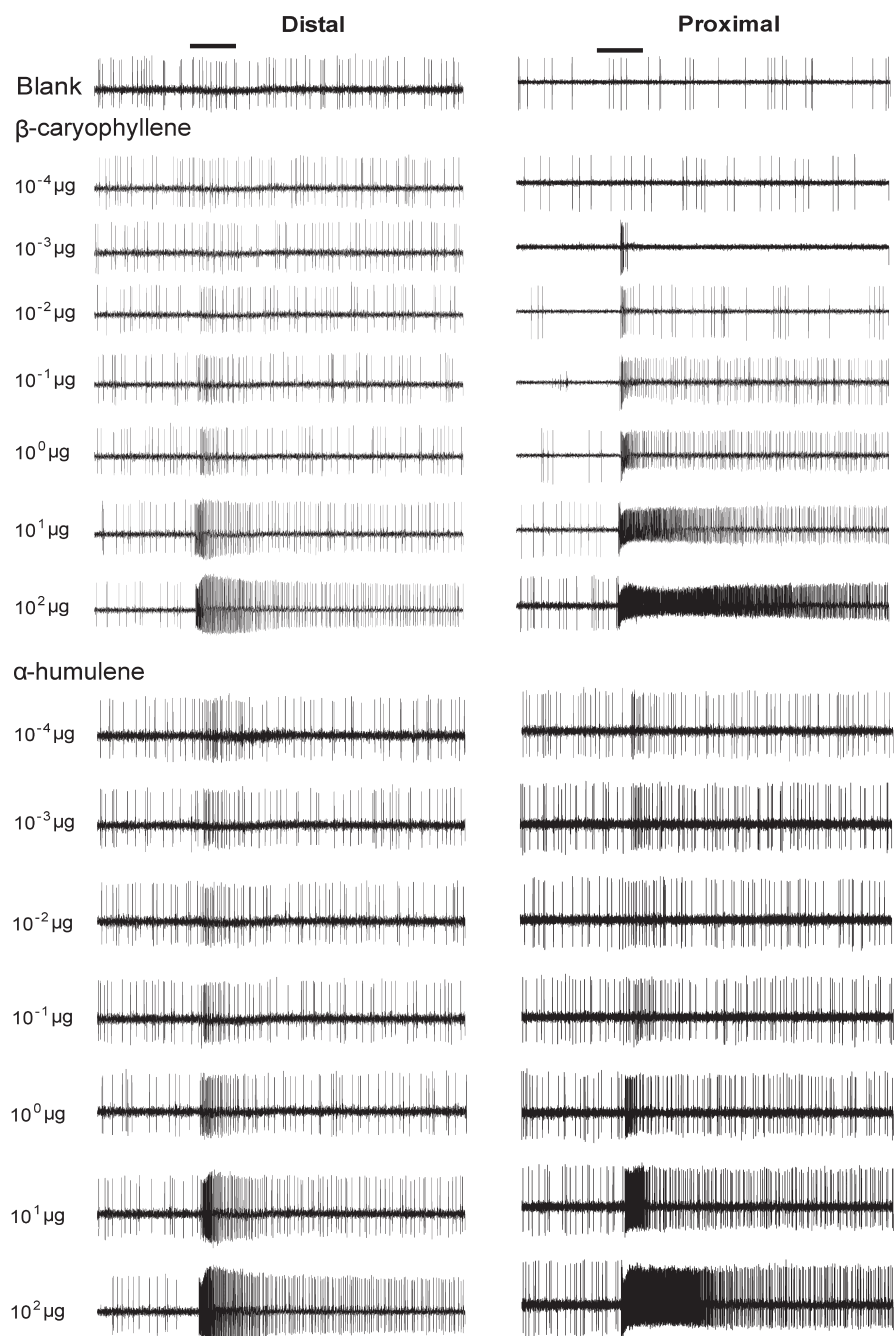 Distal Proximal
Blank
β-caryophyllene
10⁻⁴ µg
10⁻³ µg
10⁻² µg
10⁻¹ µg
10⁰ µg
10¹ µg
10² µg
α-humulene
10⁻⁴ µg
10⁻³ µg
10⁻² µg
10⁻¹ µg
10⁰ µg
10¹ µg
10² µg